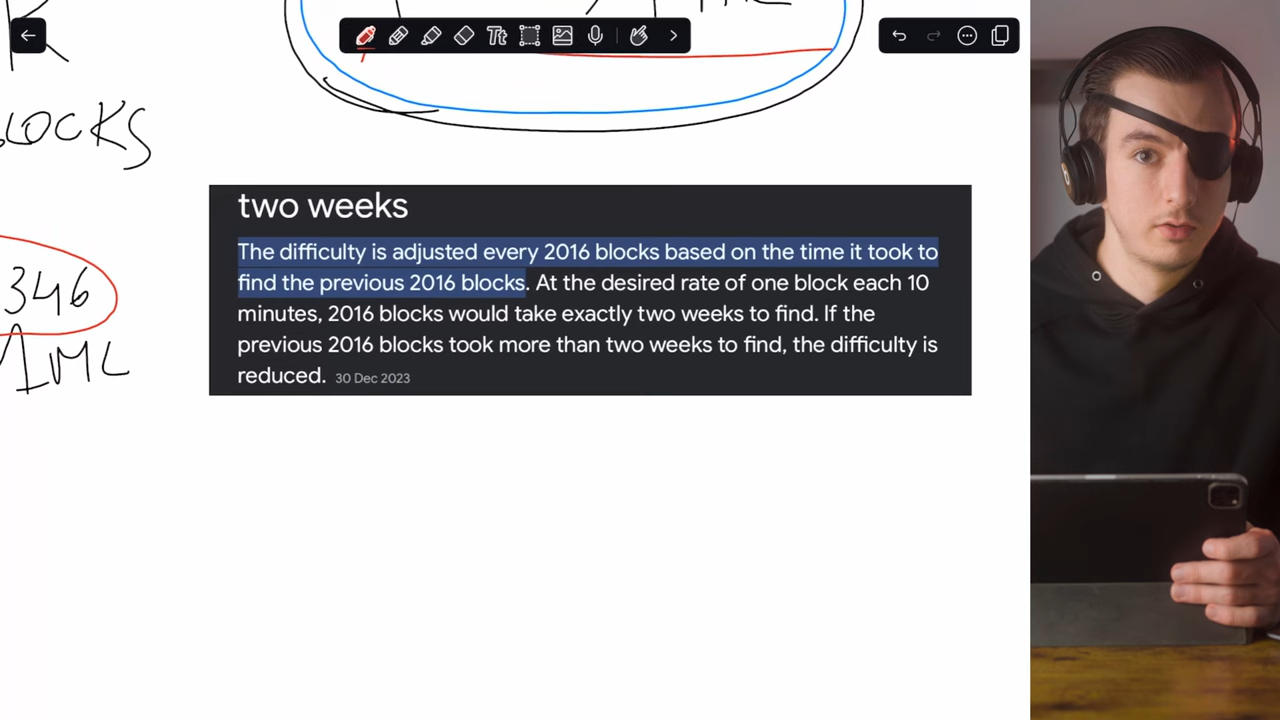 LOCKS
346
two weeks
The difficulty is adjusted every 2016 blocks based on the time it took to
find the previous 2016 blocks. At the desired rate of one block each 10
minutes, 2016 blocks would take exactly two weeks to find. If the
previous 2016 blocks took more than two weeks to find, the difficulty is
reduced. 30 Dec 2023